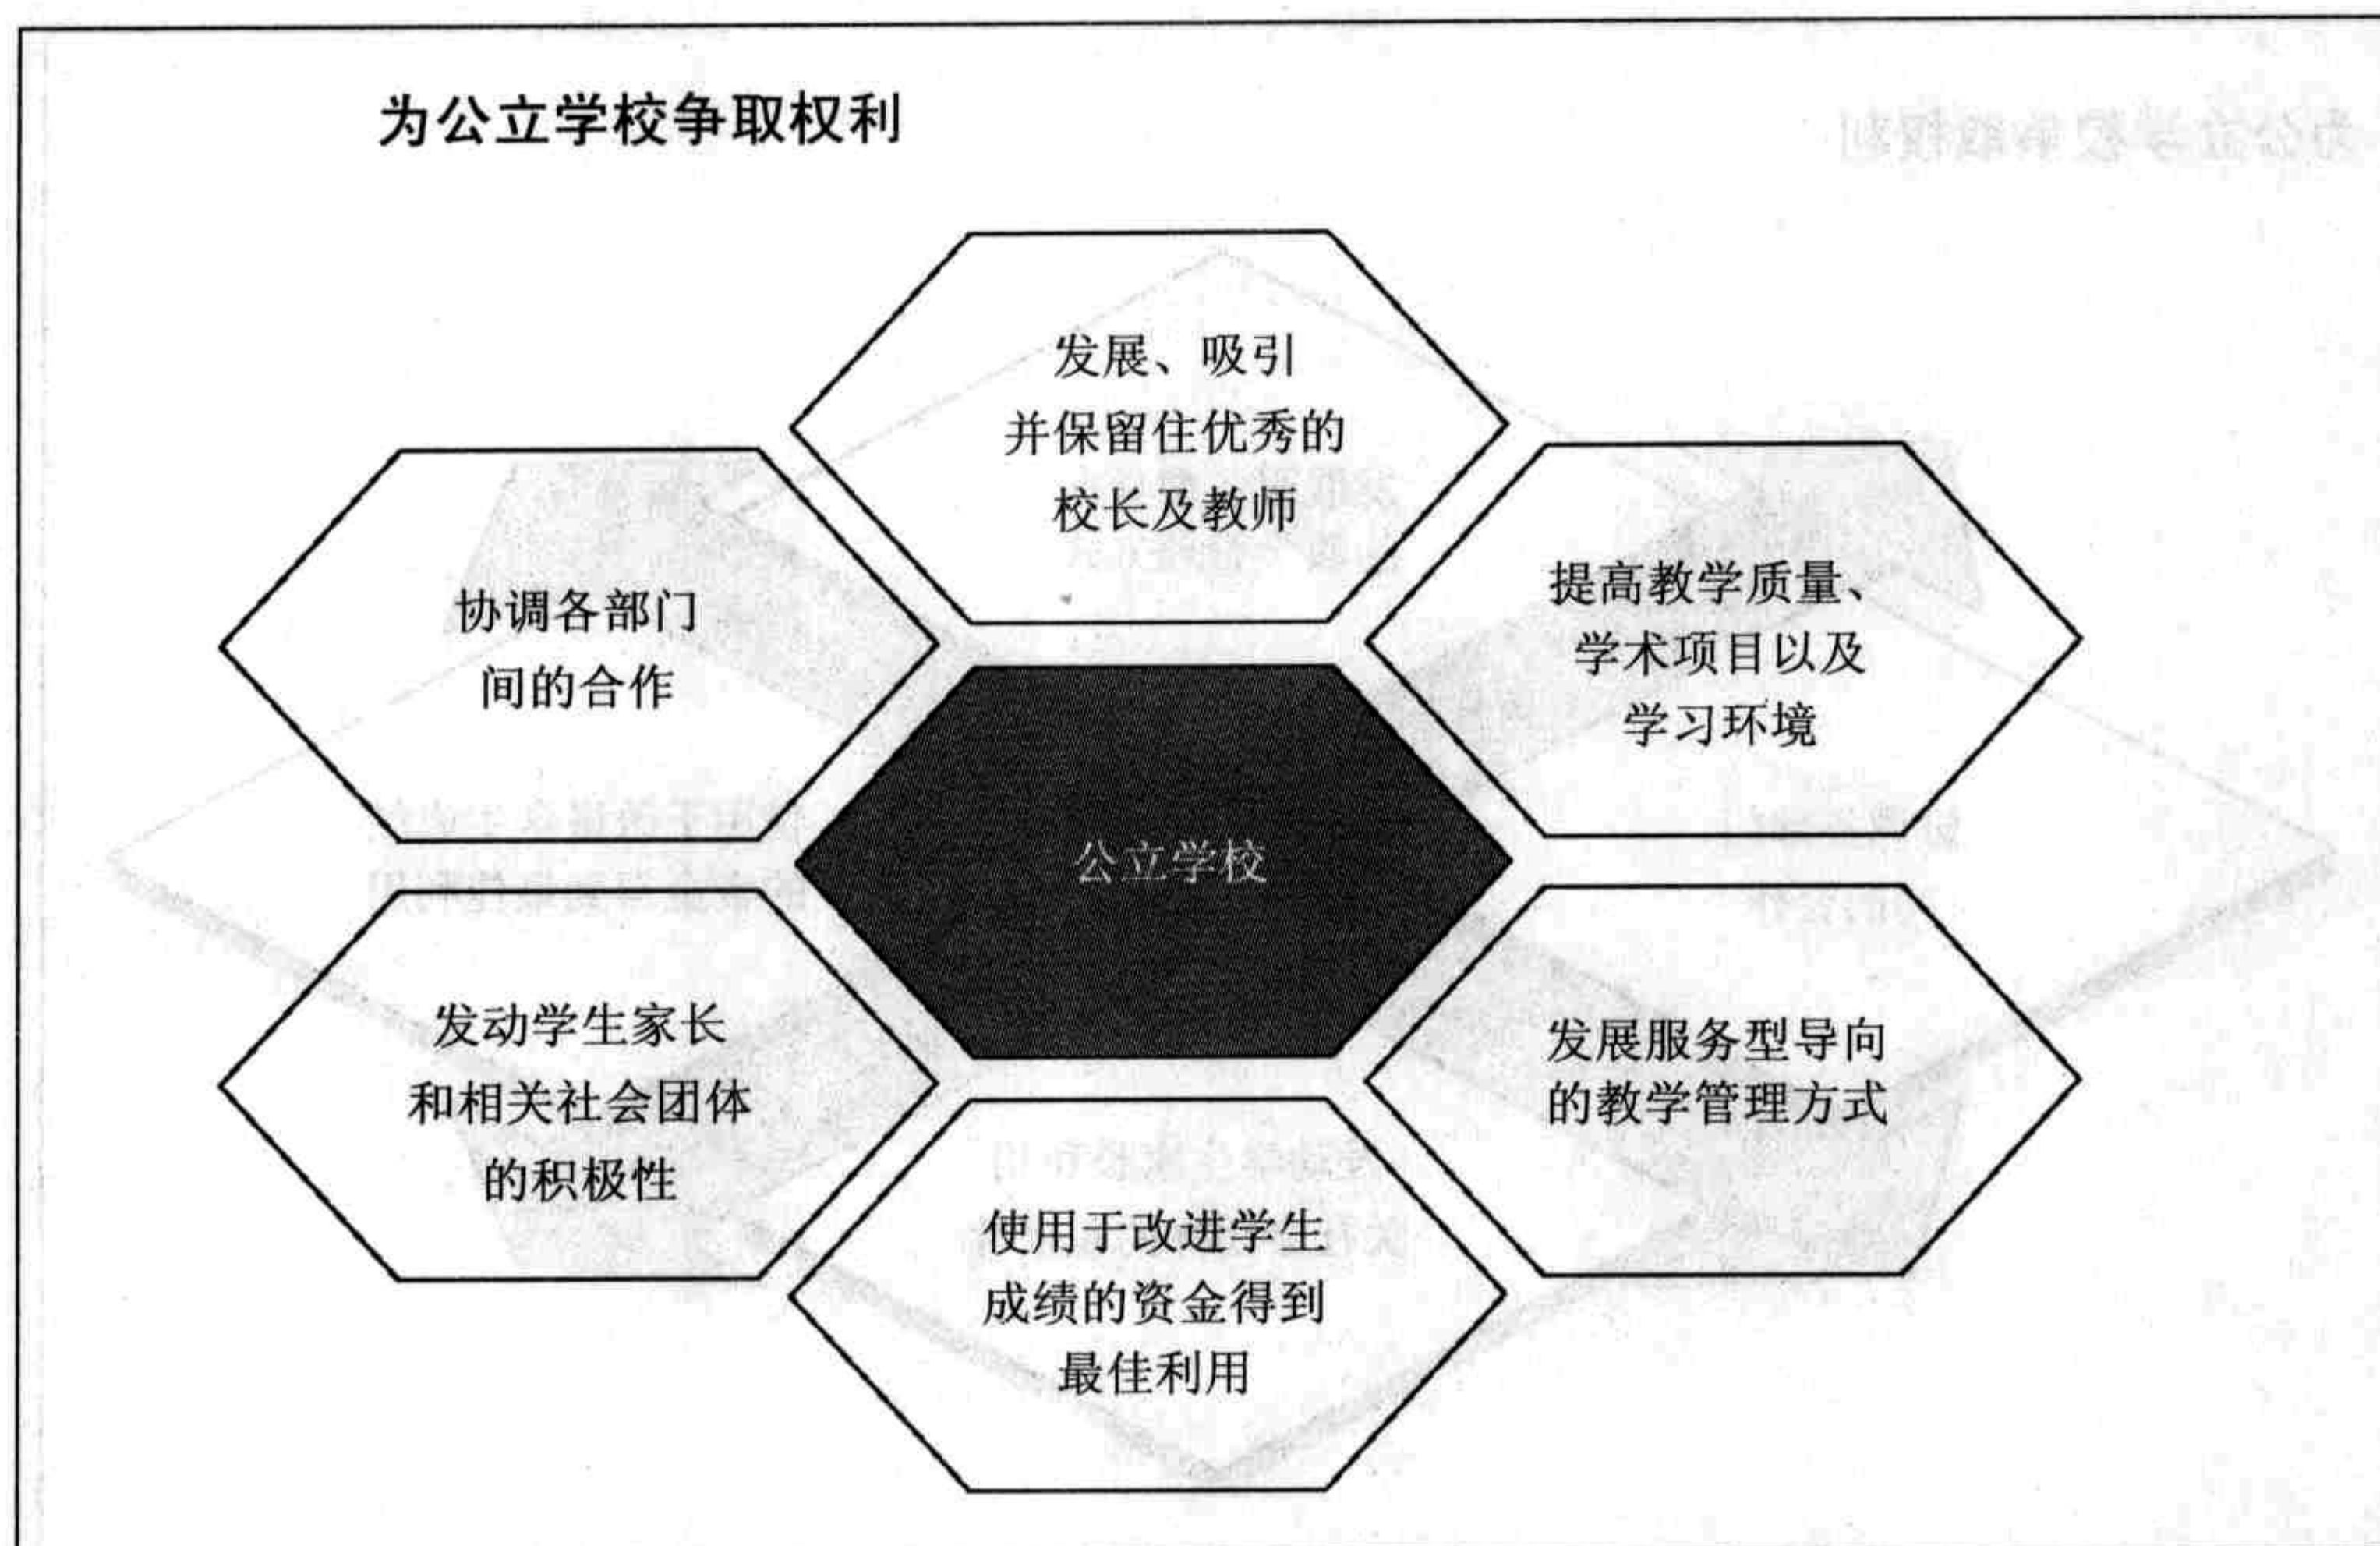 为公立学校争取权利
发展、吸引
并保留住优秀的
校长及教师
协调各部门
间的合作
提高教学质量、
学术项目以及
学习环境
公立学校
发动学生家长
和相关社会团体
的积极性
发展服务型导向
的教学管理方式
使用于改进学生
成绩的资金得到
最佳利用